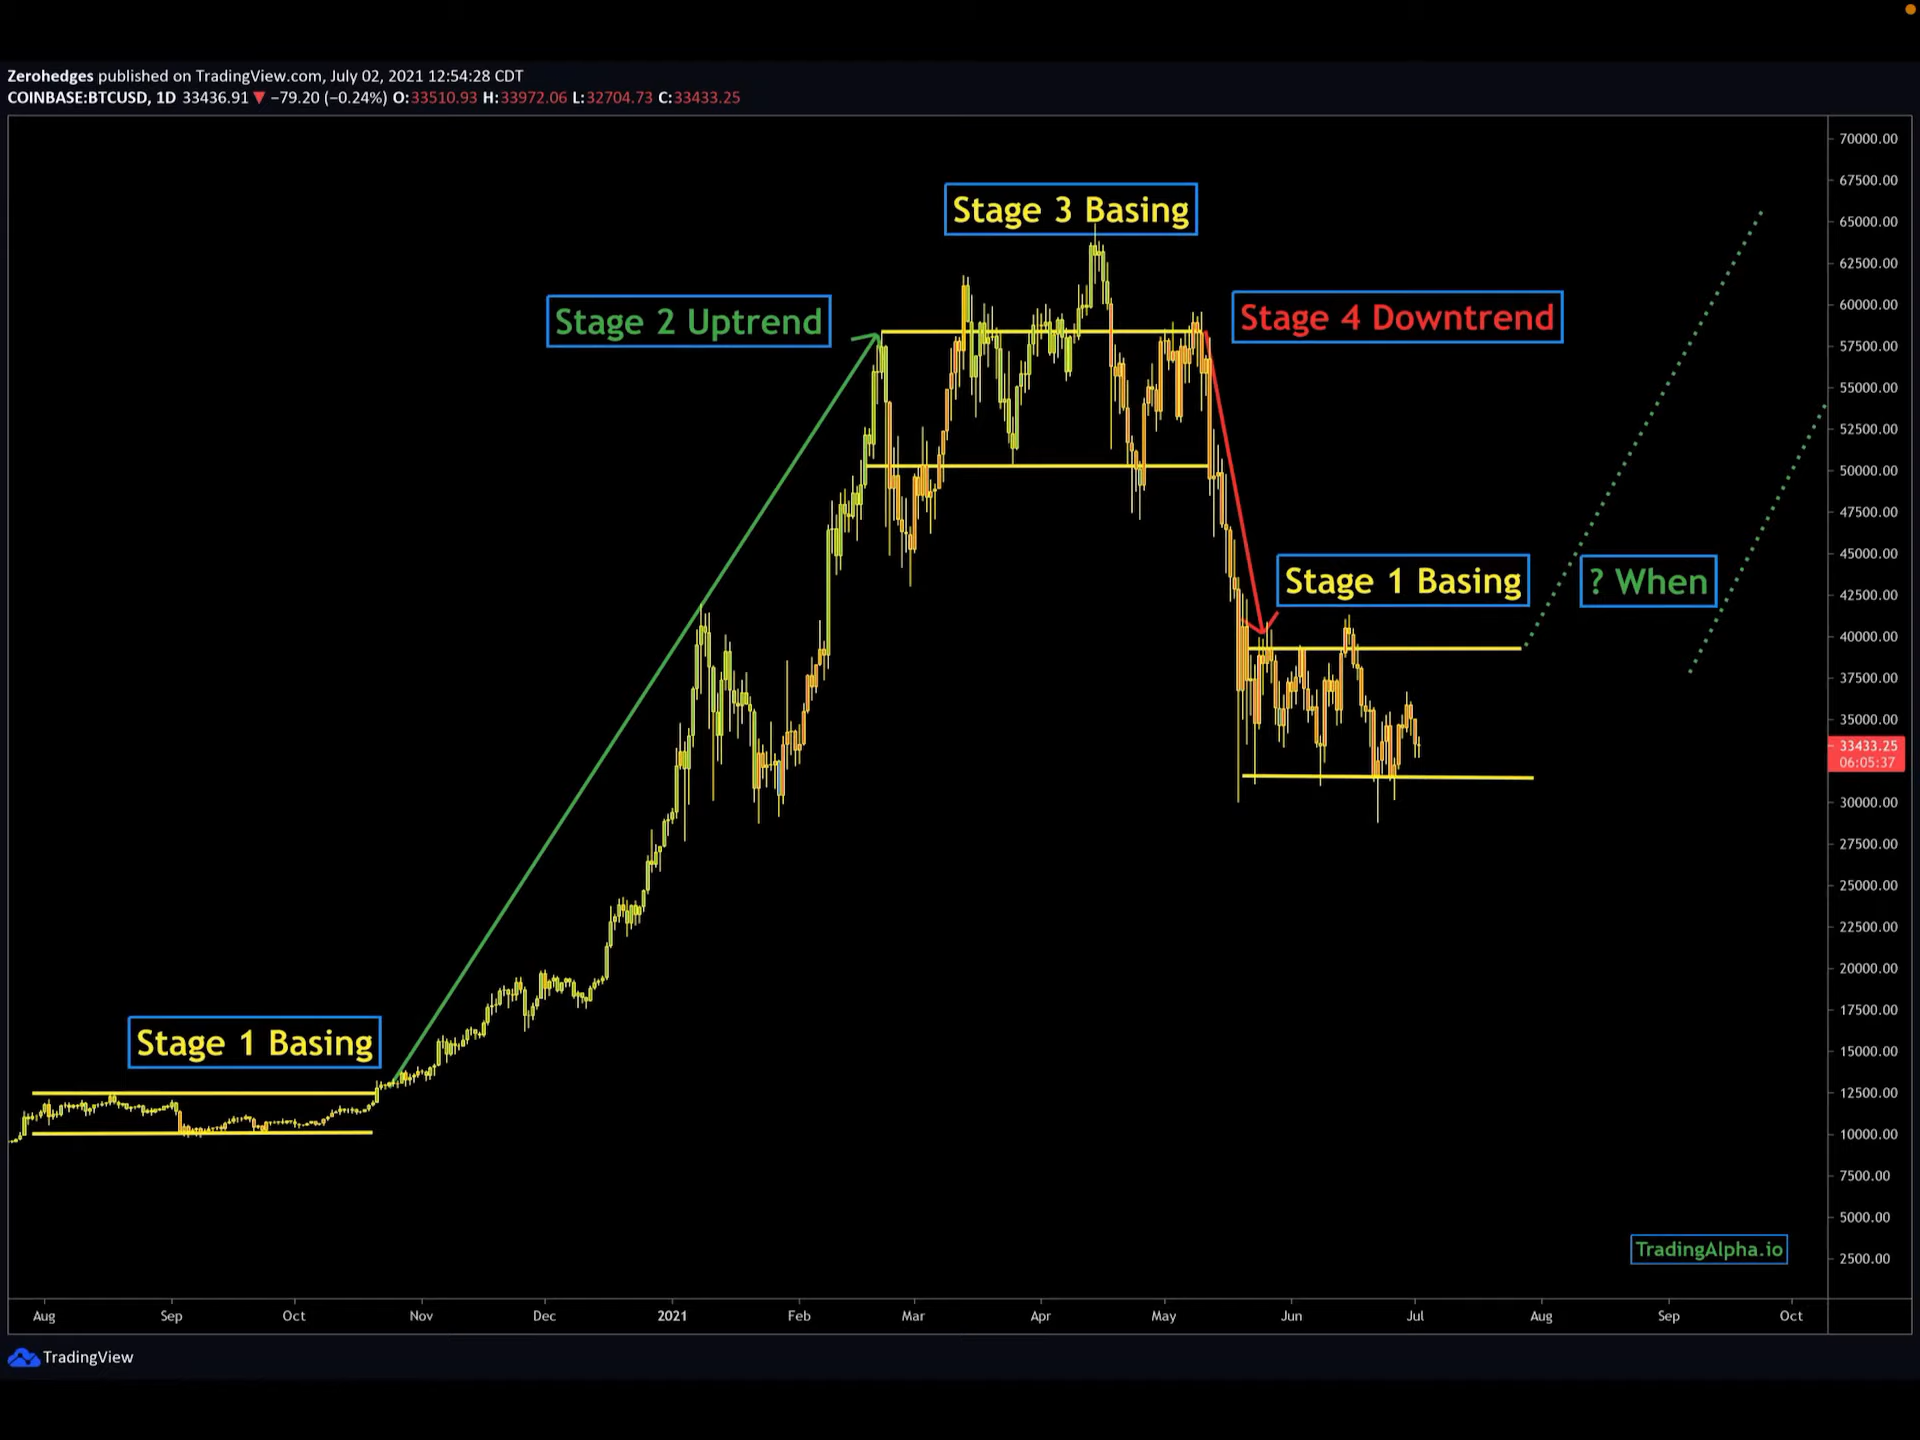 Zerohedges published on TradingView.com, July 02, 2021 12:54:28 CDT
COINBASE:BTCUSD, 1D 33436.91 ▼ −79.20 (−0.24%) O:33510.93 H:33972.06 L:32704.73 C:33433.25
70000.00
67500.00
Stage 3 Basing
65000.00
62500.00
60000.00
Stage 2 Uptrend
Stage 4 Downtrend
57500.00
55000.00
52500.00
50000.00
47500.00
45000.00
Stage 1 Basing
? When
42500.00
40000.00
37500.00
35000.00
33433.25
06:05:37
30000.00
27500.00
25000.00
22500.00
20000.00
17500.00
Stage 1 Basing
15000.00
12500.00
10000.00
7500.00
5000.00
TradingAlpha.io
2500.00
Aug Sep Oct Nov Dec 2021 Feb Mar Apr May Jun Jul Aug Sep Oct
TradingView